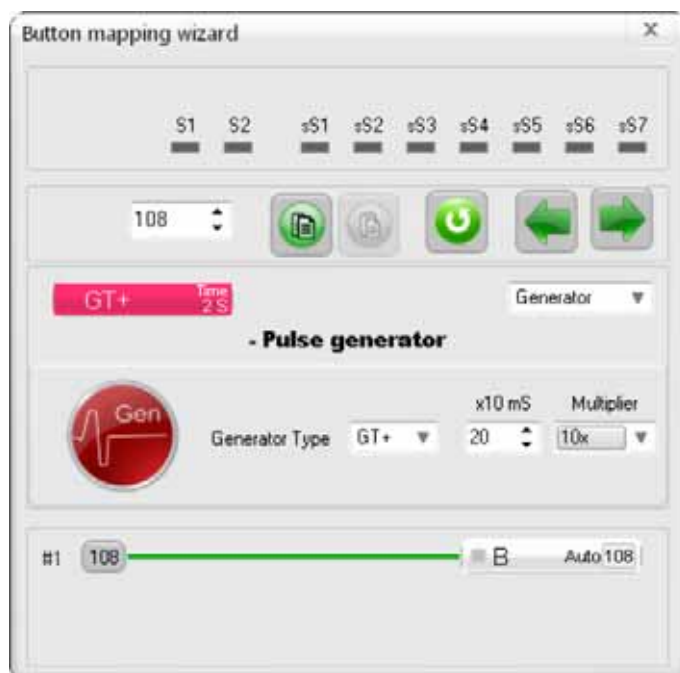 Button mapping wizard x
S1 S2 sS1 sS2 sS3 sS4 sS5 sS6 sS7
108
GT+ Time 2 S Generator
- Pulse generator
x10 mS Multiplier
Gen Generator Type GT+ 20 10x
#1 108 B Auto 108